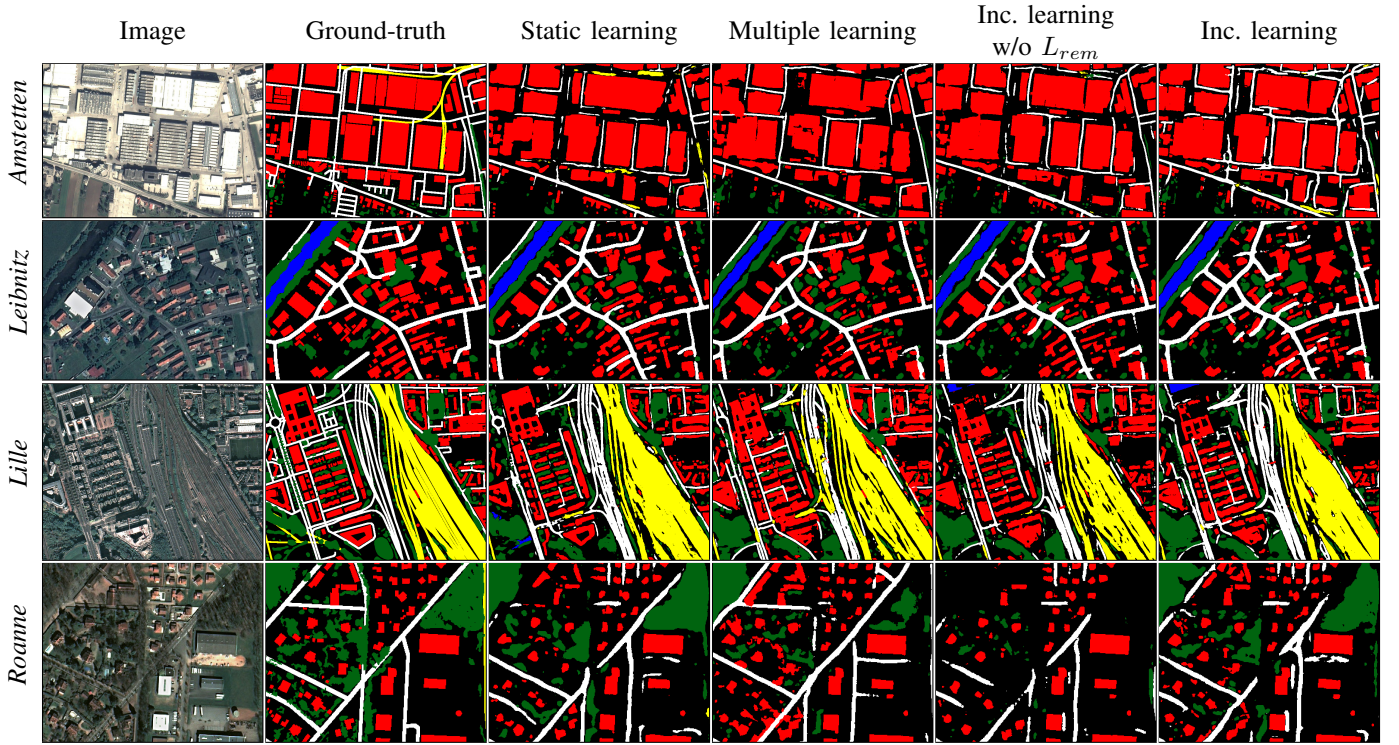 Image
Ground-truth
Static learning
Multiple learning
Inc. learning
w/o L_rem
Inc. learning
Amstetten
Leibnitz
Lille
Roanne